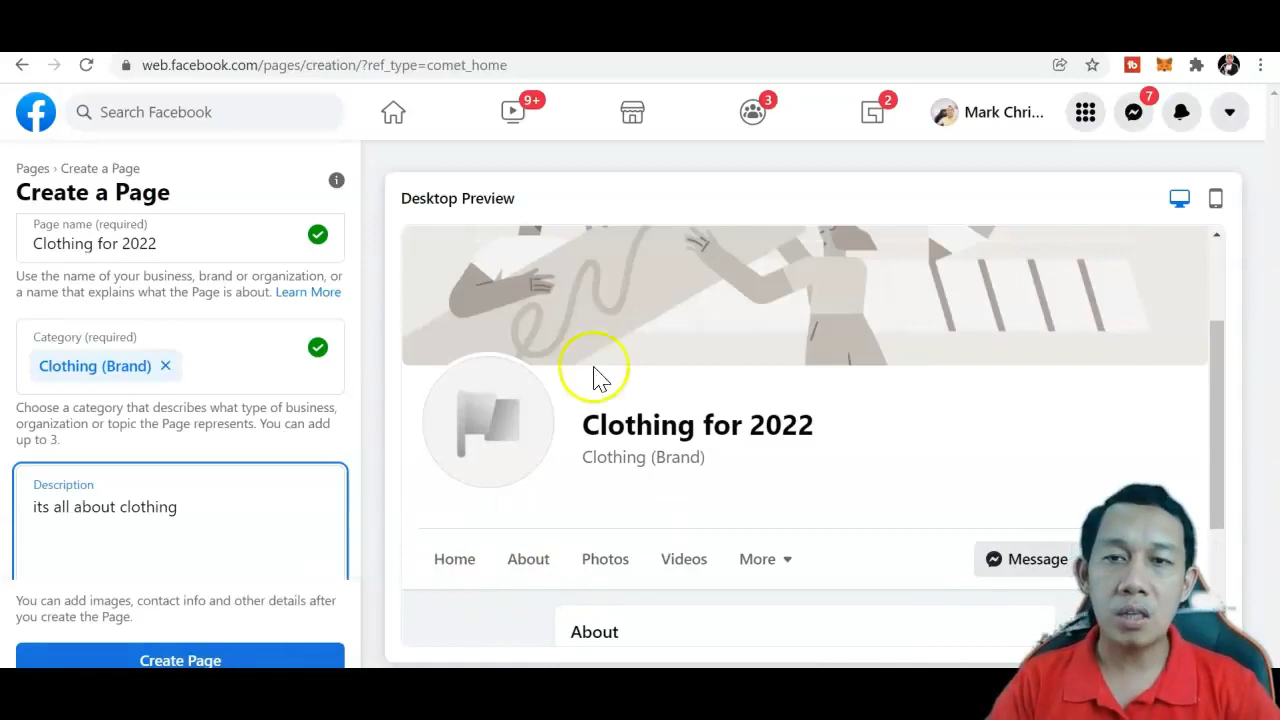 web.facebook.com/pages/creation/?ref_type=comet_home
Search Facebook
9+
3
2
Mark Chri...
7
Pages › Create a Page
Create a Page
Page name (required)
Clothing for 2022
Use the name of your business, brand or organization, or
a name that explains what the Page is about. Learn More
Category (required)
Clothing (Brand) ×
Choose a category that describes what type of business,
organization or topic the Page represents. You can add
up to 3.
Description
its all about clothing
You can add images, contact info and other details after
you create the Page.
Create Page
Desktop Preview
Clothing for 2022
Clothing (Brand)
Home
About
Photos
Videos
More
Message
About